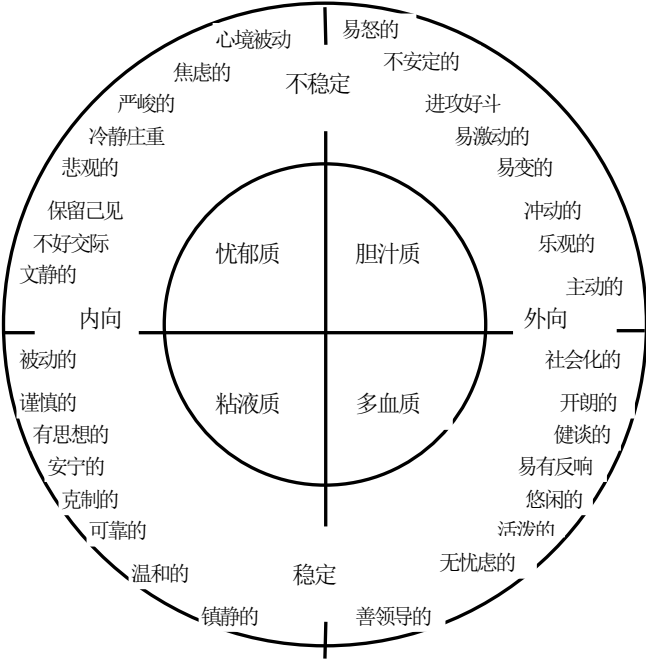 易怒的
心境被动
不安定的
焦虑的
不稳定
严峻的
进攻好斗
冷静庄重
易激动的
悲观的
易变的
保留己见
冲动的
不好交际
乐观的
忧郁质
胆汁质
文静的
主动的
内向
外向
被动的
社会化的
谨慎的
粘液质
多血质
开朗的
有思想的
健谈的
安宁的
易有反响
克制的
悠闲的
可靠的
活泼的
无忧虑的
温和的
稳定
镇静的
善领导的